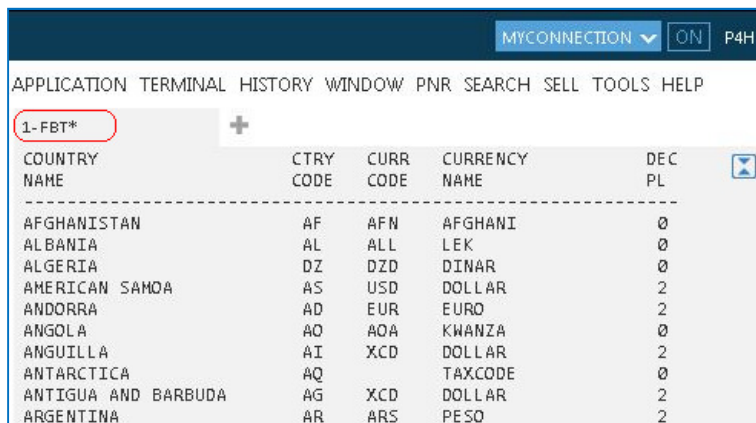 MYCONNECTION ON P4H
APPLICATION TERMINAL HISTORY WINDOW PNR SEARCH SELL TOOLS HELP
1-FBT*
COUNTRY CTRY CURR CURRENCY DEC
NAME CODE CODE NAME PL
--------------------------------------------------------------
AFGHANISTAN AF AFN AFGHANI 0
ALBANIA AL ALL LEK 0
ALGERIA DZ DZD DINAR 0
AMERICAN SAMOA AS USD DOLLAR 2
ANDORRA AD EUR EURO 2
ANGOLA AO AOA KWANZA 0
ANGUILLA AI XCD DOLLAR 2
ANTARCTICA AQ TAXCODE 0
ANTIGUA AND BARBUDA AG XCD DOLLAR 2
ARGENTINA AR ARS PESO 2